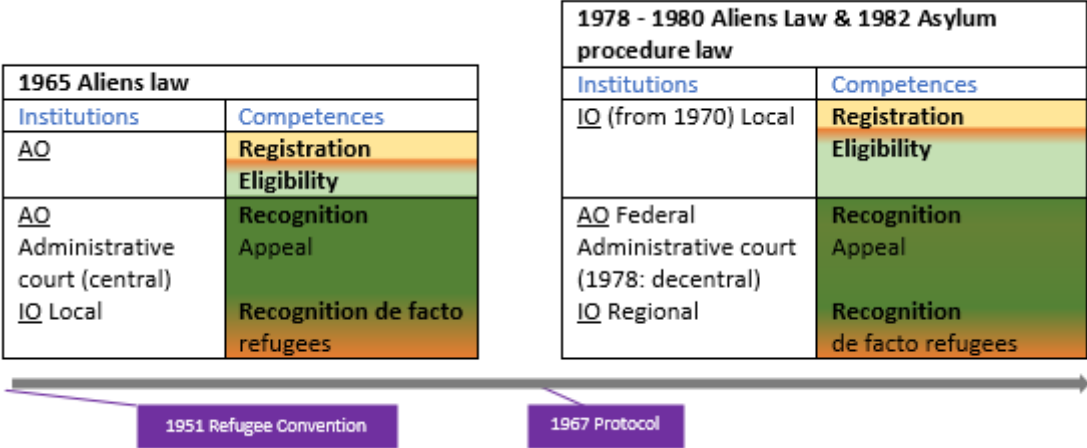 1965 Aliens law
Institutions Competences
AO Registration
Eligibility
AO Recognition
Administrative Appeal
court (central)
IO Local Recognition de facto
refugees
1978 - 1980 Aliens Law & 1982 Asylum
procedure law
Institutions Competences
IO (from 1970) Local Registration
Eligibility
AO Federal Recognition
Administrative court Appeal
(1978: decentral)
IO Regional Recognition
de facto refugees
1951 Refugee Convention
1967 Protocol